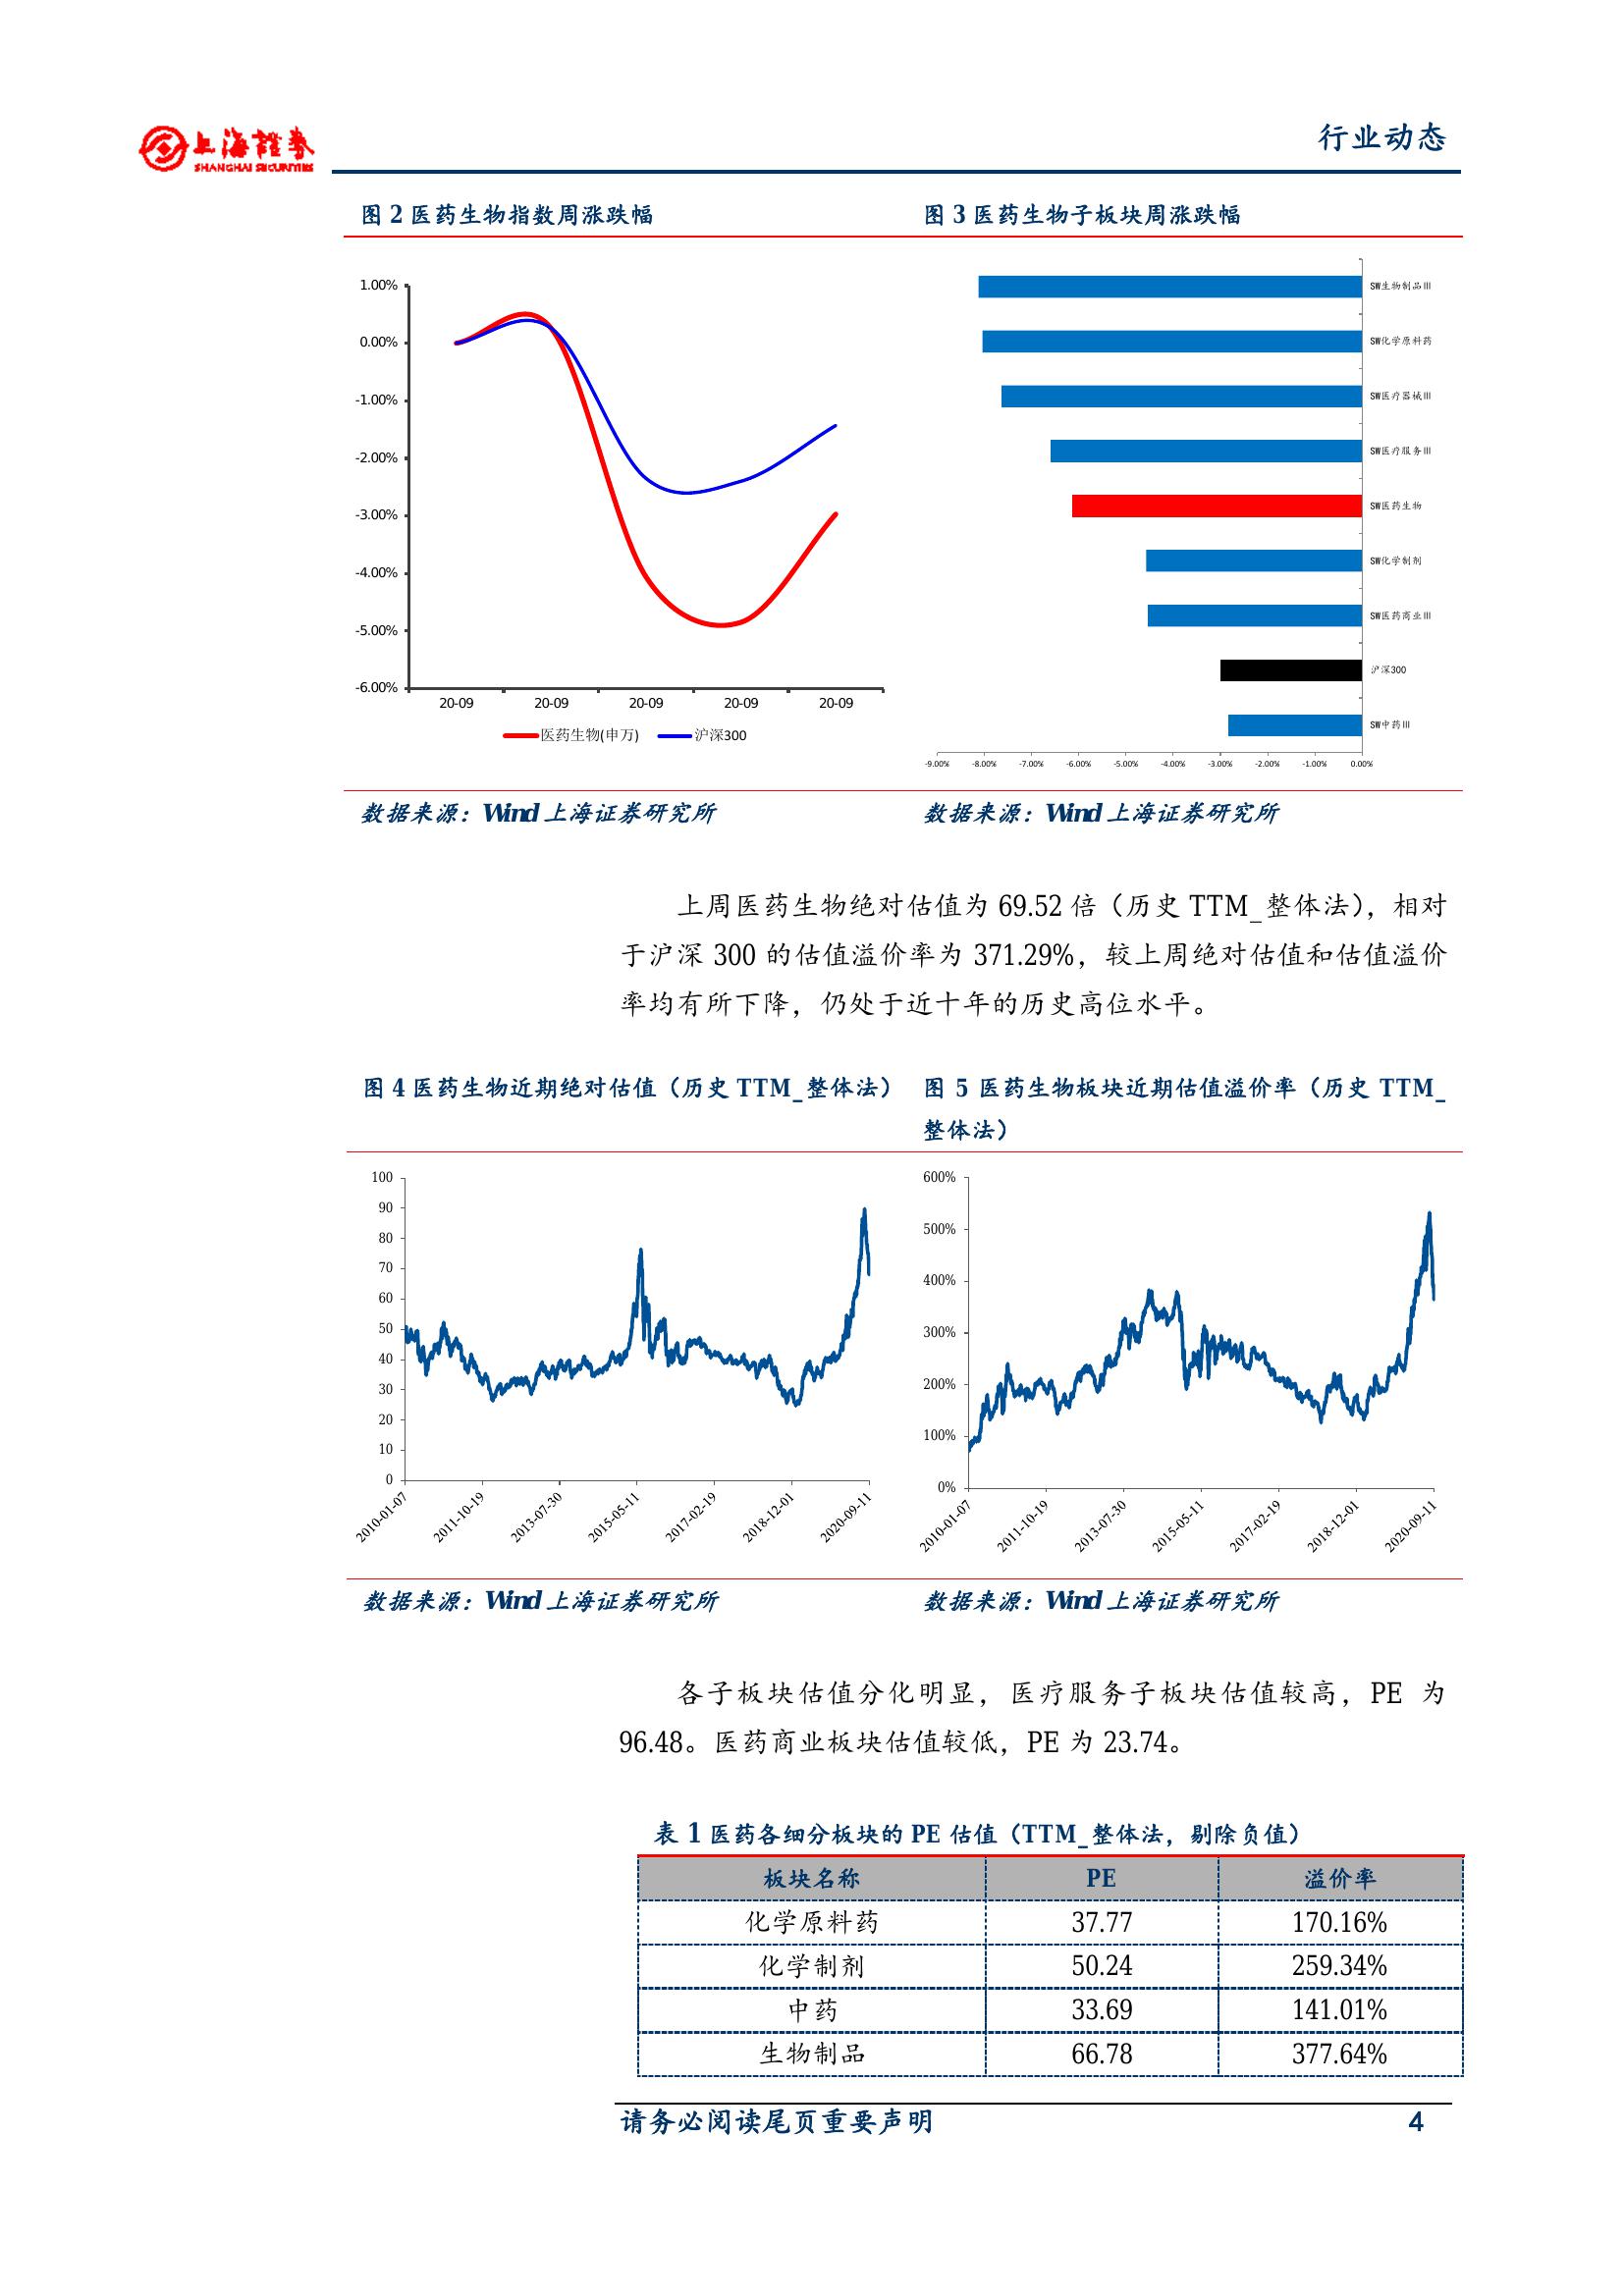 上海證券
SHANGHAI SECURITIES
行业动态
图 2 医药生物指数周涨跌幅
图 3 医药生物子板块周涨跌幅
1.00%
0.00%
-1.00%
-2.00%
-3.00%
-4.00%
-5.00%
-6.00%
20-09 20-09 20-09 20-09 20-09
医药生物(申万) 沪深300
SW生物制品Ⅲ
SW化学原料药
SW医疗器械Ⅲ
SW医疗服务Ⅲ
SW医药生物
SW化学制剂
SW医药商业Ⅲ
沪深300
SW中药Ⅲ
-9.00% -8.00% -7.00% -6.00% -5.00% -4.00% -3.00% -2.00% -1.00% 0.00%
数据来源：Wind 上海证券研究所
数据来源：Wind 上海证券研究所
上周医药生物绝对估值为 69.52 倍（历史 TTM_整体法），相对
于沪深 300 的估值溢价率为 371.29%，较上周绝对估值和估值溢价
率均有所下降，仍处于近十年的历史高位水平。
图 4 医药生物近期绝对估值（历史 TTM_整体法）
图 5 医药生物板块近期估值溢价率（历史 TTM_
整体法）
100
90
80
70
60
50
40
30
20
10
0
2010-01-07 2011-10-19 2013-07-30 2015-05-11 2017-02-19 2018-12-01 2020-09-11
600%
500%
400%
300%
200%
100%
0%
2010-01-07 2011-10-19 2013-07-30 2015-05-11 2017-02-19 2018-12-01 2020-09-11
数据来源：Wind 上海证券研究所
数据来源：Wind 上海证券研究所
各子板块估值分化明显，医疗服务子板块估值较高，PE 为
96.48。医药商业板块估值较低，PE 为 23.74。
表 1 医药各细分板块的 PE 估值（TTM_整体法，剔除负值）
板块名称 PE 溢价率
化学原料药 37.77 170.16%
化学制剂 50.24 259.34%
中药 33.69 141.01%
生物制品 66.78 377.64%
请务必阅读尾页重要声明 4